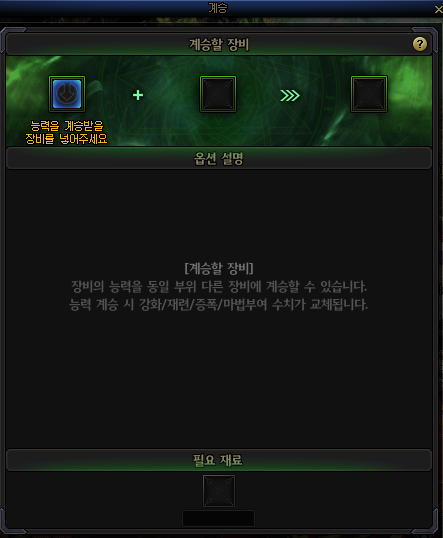 계승
계승할 장비
?
+
능력을 계승받을
장비를 넣어주세요
옵션 설명
[계승할 장비]
장비의 능력을 동일 부위 다른 장비에 계승할 수 있습니다.
능력 계승 시 강화/재련/증폭/마법부여 수치가 교체됩니다.
필요 재료